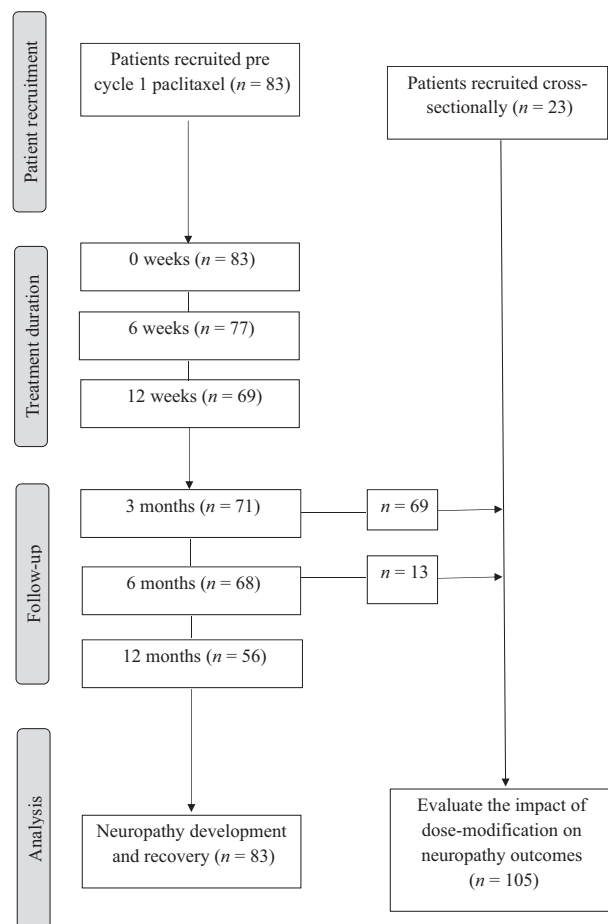 Patient recruitment
Patients recruited pre
cycle 1 paclitaxel (n = 83)
Patients recruited cross-
sectionally (n = 23)
Treatment duration
0 weeks (n = 83)
6 weeks (n = 77)
12 weeks (n = 69)
Follow-up
3 months (n = 71)
n = 69
6 months (n = 68)
n = 13
12 months (n = 56)
Analysis
Neuropathy development
and recovery (n = 83)
Evaluate the impact of
dose-modification on
neuropathy outcomes
(n = 105)